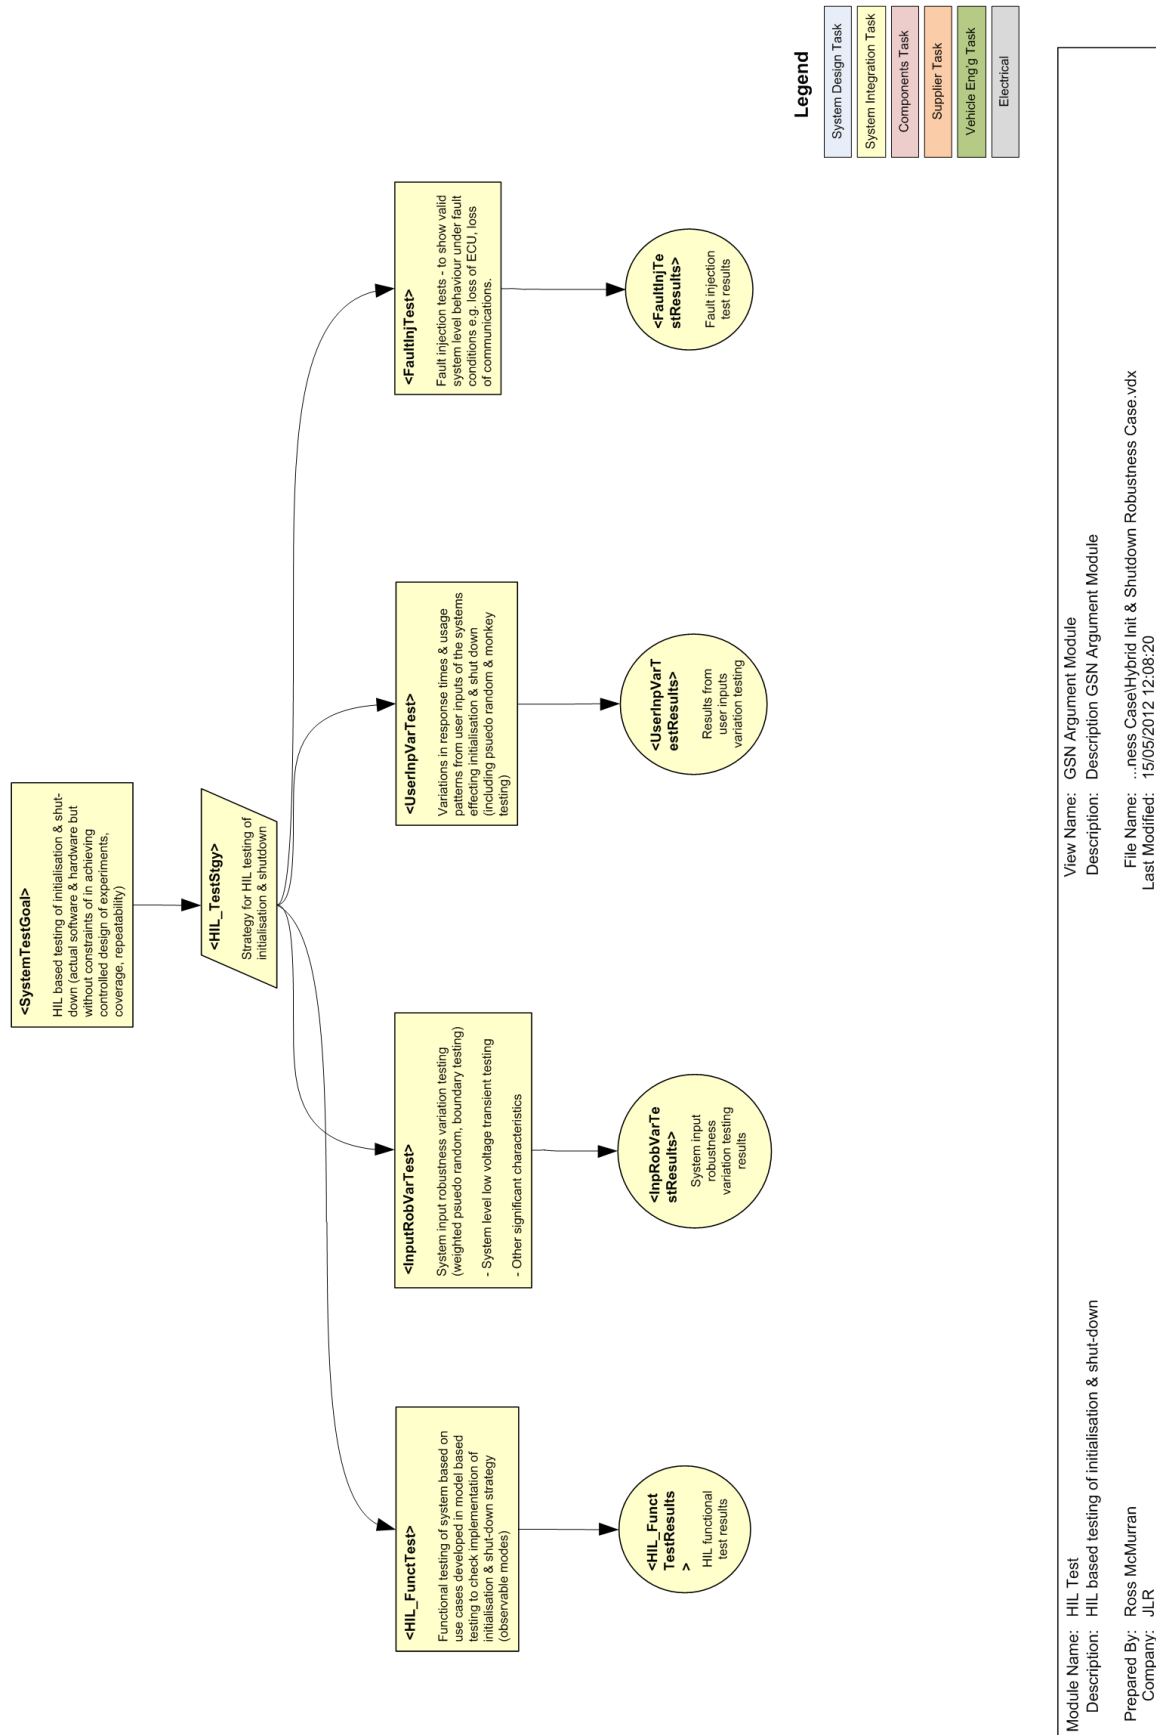 <SystemTestGoal>
HIL based testing of initialisation & shut-
down (actual software & hardware but
without constraints of in achieving
controlled design of experiments,
coverage, repeatability)
<HIL_TestStgy>
Strategy for HIL testing of
initialisation & shutdown
<HIL_FunctTest>
Functional testing of system based on
use cases developed in model based
testing to check implementation of
initialisation & shut-down strategy
(observable modes)
<InputRobVarTest>
System input robustness variation testing
(weighted psuedo random, boundary testing)
- System level low voltage transient testing
- Other significant characteristics
<UserInpVarTest>
Variations in response times & usage
patterns from user inputs of the systems
effecting initialisation & shut down
(including psuedo random & monkey
testing)
<FaultInjTest>
Fault injection tests - to show valid
system level behaviour under fault
conditions e.g. loss of ECU, loss
of communications.
<HIL_Funct
TestResults
>
HIL functional
test results
<InpRobVarTe
stResults>
System input
robustness
variation testing
results
<UserInpVarT
estResults>
Results from
user inputs
variation testing
<FaultInjTe
stResults>
Fault injection
test results
Legend
System Design Task
System Integration Task
Components Task
Supplier Task
Vehicle Eng'g Task
Electrical
Module Name: HIL Test
Description: HIL based testing of initialisation & shut-down
Prepared By: Ross McMurran
Company: JLR
View Name: GSN Argument Module
Description: Description GSN Argument Module
File Name: ...ness Case\Hybrid Init & Shutdown Robustness Case.vdx
Last Modified: 15/05/2012 12:08:20